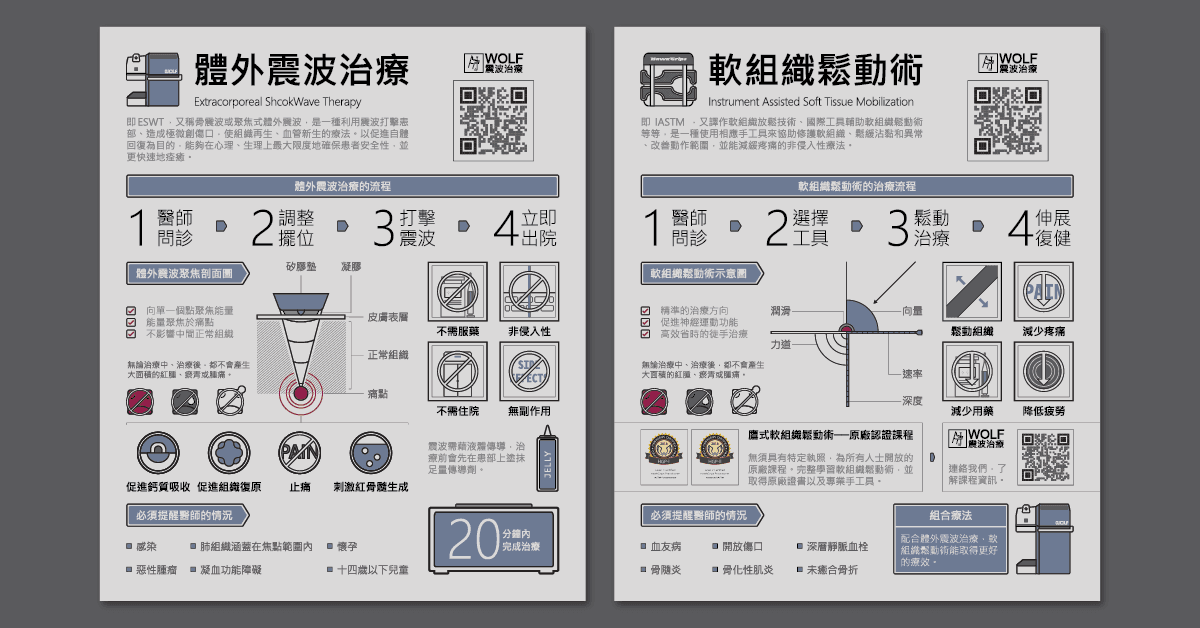 體外震波治療
Extracorporeal ShcokWave Therapy
WOLF
震波治療
即 ESWT，又稱骨震波或聚焦式體外震波，是一種利用震波打擊患
部、造成極微創傷口，使組織再生、血管新生的療法。以促進自體
回復為目的，能夠在心理、生理上最大限度地確保患者安全性，並
更快速地痊癒。
體外震波治療的流程
1 醫師
問診
2 調整
擺位
3 打擊
震波
4 立即
出院
體外震波聚焦剖面圖
向單一個點聚焦能量
能量聚焦於痛點
不影響中間正常組織
無論治療中、治療後，都不會產生
大面積的紅腫、瘀青或腫痛。
矽膠墊
凝膠
皮膚表層
正常組織
痛點
不需服藥
非侵入性
不需住院
SIDE
EFFECT
無副作用
促進鈣質吸收
促進組織復原
PAIN
止痛
刺激紅骨髓生成
震波需藉液體傳導，治
療前會先在患部上塗抹
足量傳導劑。
JELLY
必須提醒醫師的情況
感染
肺組織涵蓋在焦點範圍內
懷孕
惡性腫瘤
凝血功能障礙
十四歲以下兒童
20 分鐘內
完成治療
軟組織鬆動術
Instrument Assisted Soft Tissue Mobilization
WOLF
震波治療
即 IASTM，又譯作軟組織放鬆技術、國際工具輔助軟組織鬆動術
等等，是一種使用相應手工具來協助修護軟組織、鬆緩沾黏和異常
、改善動作範圍，並能減緩疼痛的非侵入性療法。
軟組織鬆動術的治療流程
1 醫師
問診
2 選擇
工具
3 鬆動
治療
4 伸展
復健
軟組織鬆動術示意圖
精準的治療方向
促進神經運動功能
高效省時的徒手治療
無論治療中、治療後，都不會產生
大面積的紅腫、瘀青或腫痛。
潤滑
力道
向量
速率
深度
鬆動組織
PAIN
減少疼痛
減少用藥
降低疲勞
鷹式軟組織鬆動術──原廠認證課程
無須具有特定執照，為所有人士開放的
原廠課程。完整學習軟組織鬆動術，並
取得原廠證書以及專業手工具。
WOLF
震波治療
連絡我們，了
解課程資訊。
必須提醒醫師的情況
血友病
開放傷口
深層靜脈血栓
骨隨炎
骨化性肌炎
未癒合骨折
組合療法
配合體外震波治療，軟
組織鬆動術能取得更好
的療效。
WOLF